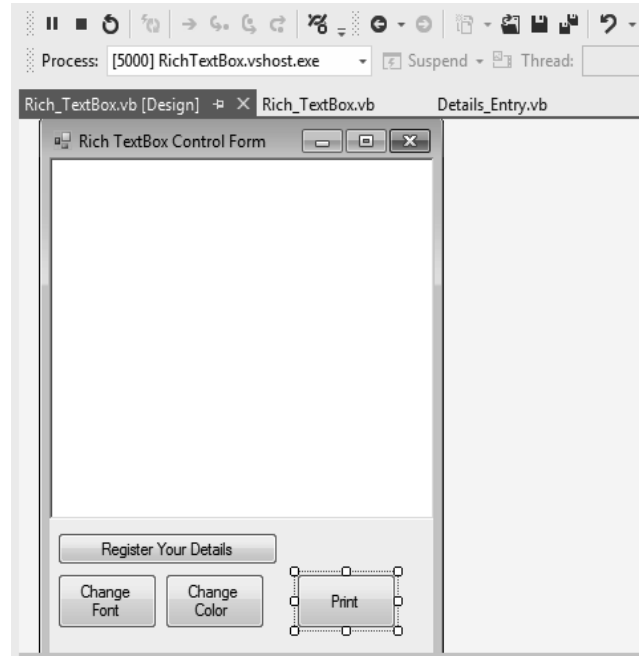 Process: [5000] RichTextBox.vshost.exe Suspend Thread:
Rich_TextBox.vb [Design] Rich_TextBox.vb Details_Entry.vb
Rich TextBox Control Form
Register Your Details
Change Font
Change Color
Print